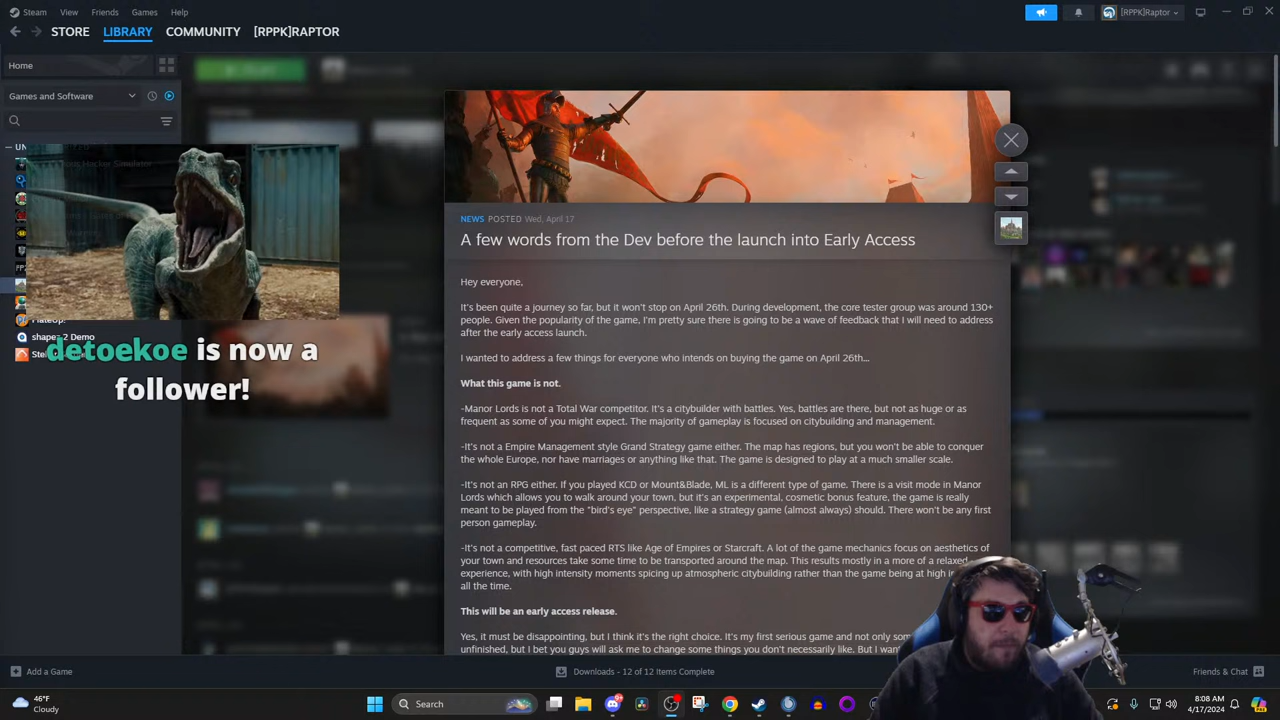 Steam View Friends Games Help
[RPPK]Raptor
STORE LIBRARY COMMUNITY [RPPK]RAPTOR
Home
Games and Software
NEWS POSTED Wed, April 17
A few words from the Dev before the launch into Early Access
Hey everyone,
It's been quite a journey so far, but it won't stop on April 26th. During development, the core tester group was around 130+
people. Given the popularity of the game, I'm pretty sure there is going to be a wave of feedback that I will need to address
after the early access launch.
I wanted to address a few things for everyone who intends on buying the game on April 26th...
What this game is not.
-Manor Lords is not a Total War competitor. It's a citybuilder with battles. Yes, battles are there, but not as huge or as
frequent as some of you might expect. The majority of gameplay is focused on citybuilding and management.
-It's not a Empire Management style Grand Strategy game either. The map has regions, but you won't be able to conquer
the whole Europe, nor have marriages or anything like that. The game is designed to play at a much smaller scale.
-It's not an RPG either. If you played KCD or Mount&Blade, ML is a different type of game. There is a visit mode in Manor
Lords which allows you to walk around your town, but it's an experimental, cosmetic bonus feature, the game is really
meant to be played from the "bird's eye" perspective, like a strategy game (almost always) should. There won't be any first
person gameplay.
-It's not a competitive, fast paced RTS like Age of Empires or Starcraft. A lot of the game mechanics focus on aesthetics of
your town and resources take some time to be transported around the map. This results mostly in a more of a relaxed
experience, with high intensity moments spicing up atmospheric citybuilding rather than the game being at high
all the time.
This will be an early access release.
Yes, it must be disappointing, but I think it's the right choice. It's my first serious game and not only
unfinished, but I bet you guys will ask me to change some things you don't necessarily like. But I
shapez 2 Demo
detoekoe is now a
follower!
Add a Game
Downloads - 12 of 12 Items Complete
Friends & Chat
46°F
Cloudy
Search
8:08 AM
4/17/2024